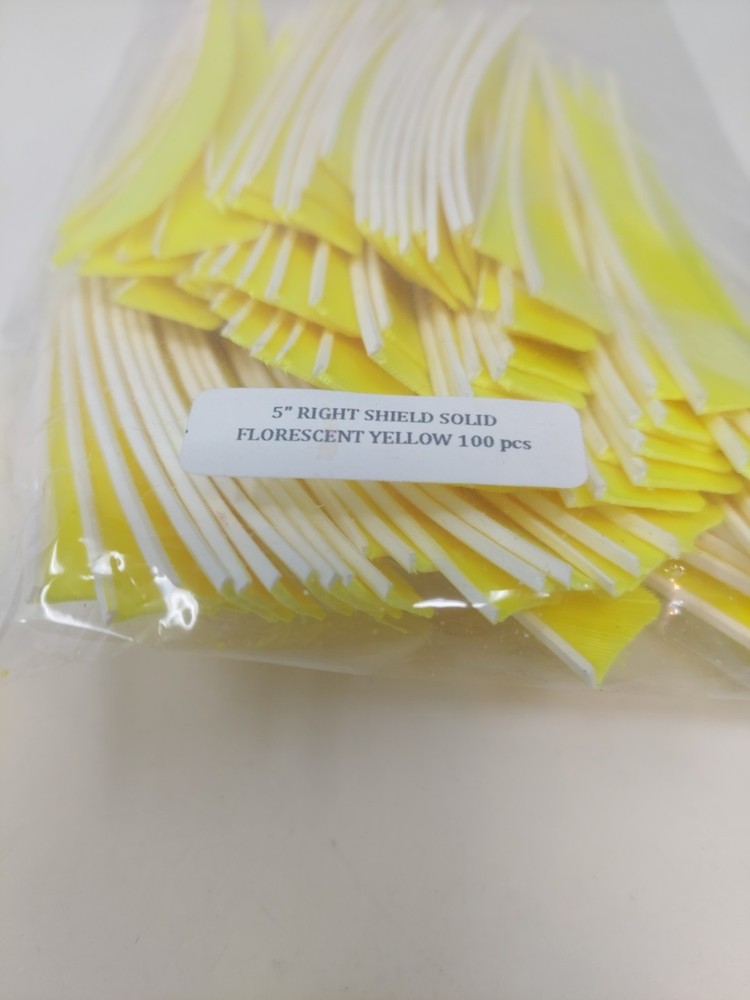 5" RIGHT SHIELD SOLID
FLORESCENT YELLOW 100 pcs